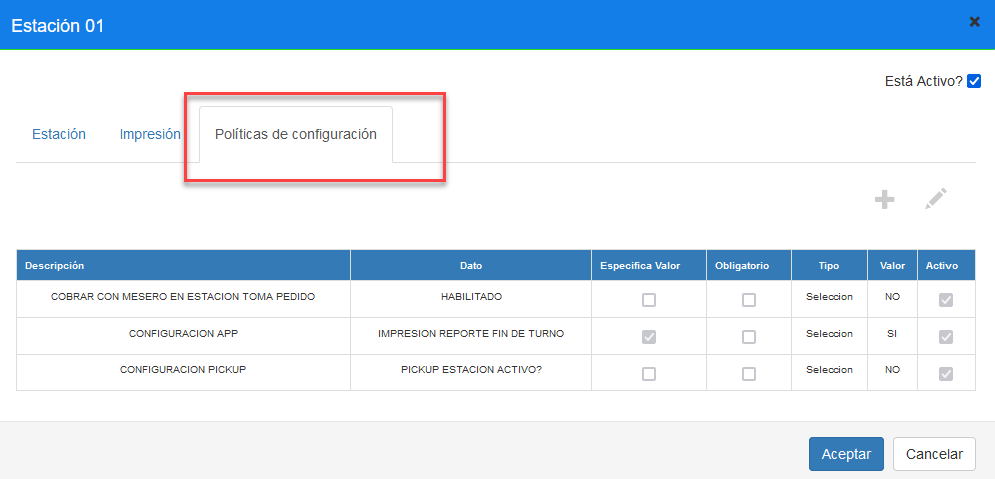 Estación 01
Está Activo?
Estación Impresión Políticas de configuración
Descripción Dato Especifica Valor Obligatorio Tipo Valor Activo
COBRAR CON MESERO EN ESTACION TOMA PEDIDO HABILITADO Seleccion NO
CONFIGURACION APP IMPRESION REPORTE FIN DE TURNO Seleccion SI
CONFIGURACION PICKUP PICKUP ESTACION ACTIVO? Seleccion NO
Aceptar Cancelar